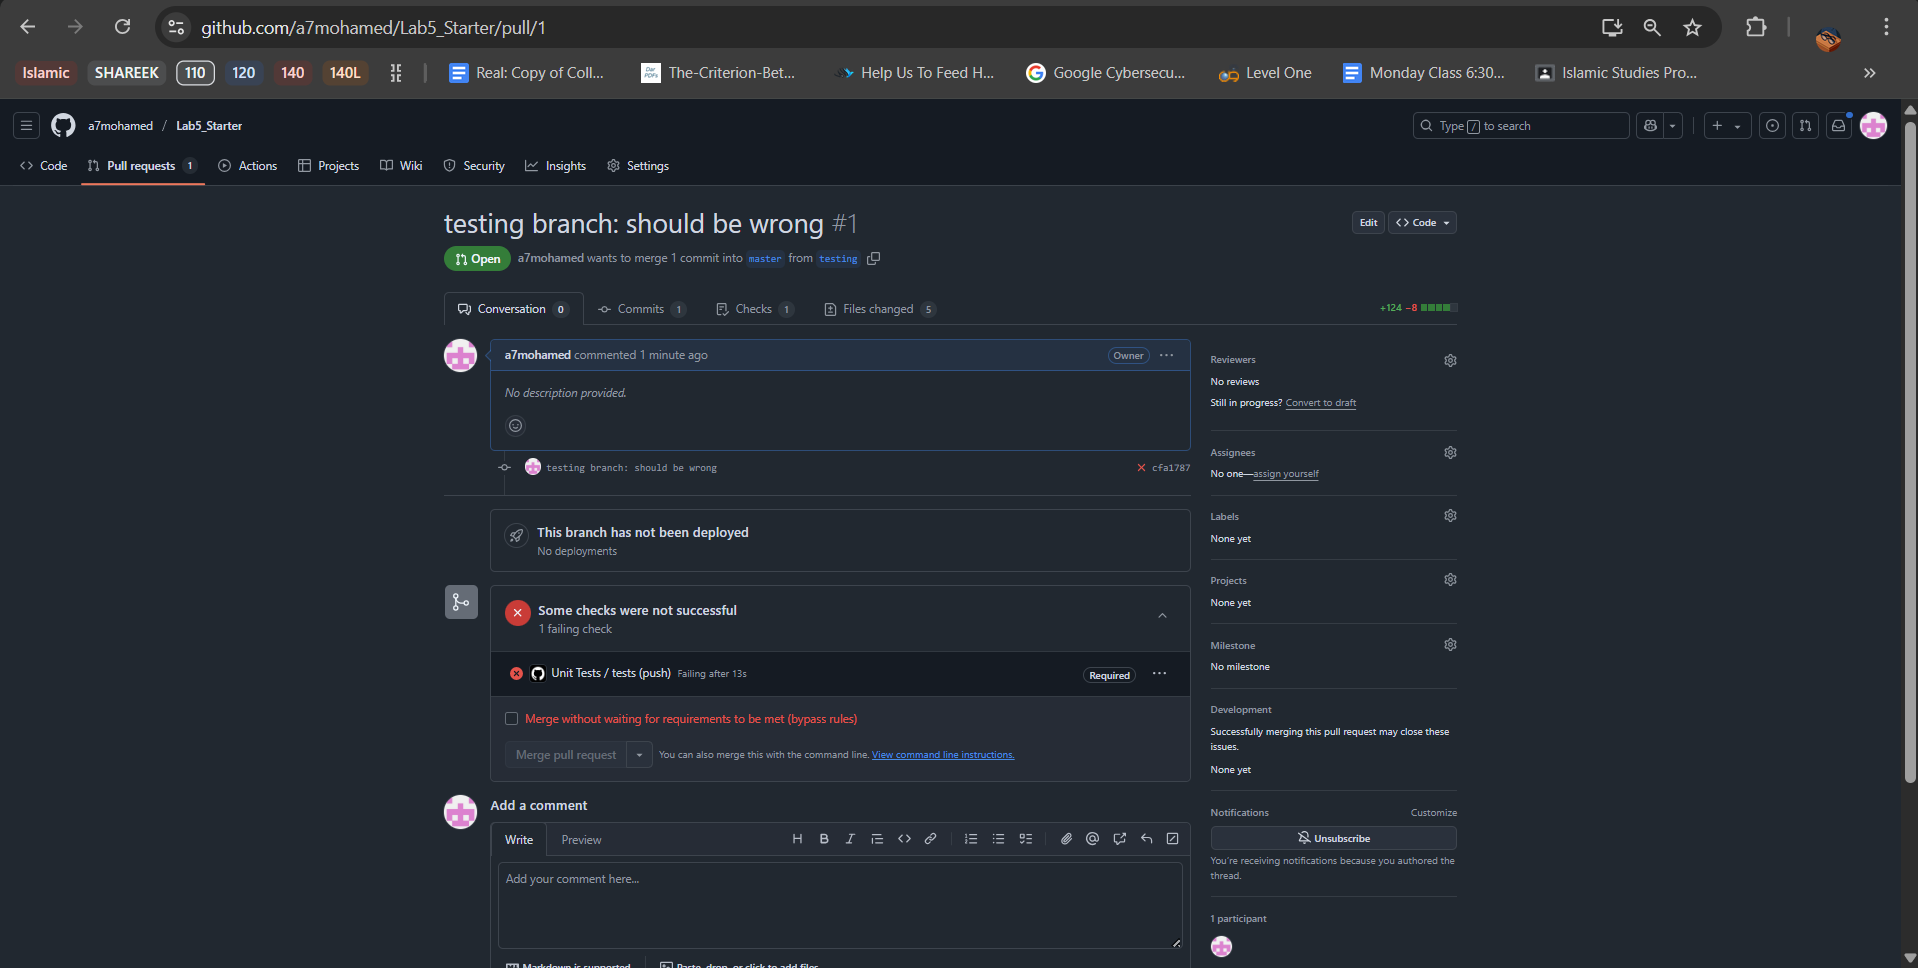 github.com/a7mohamed/Lab5_Starter/pull/1
Islamic SHAREEK 110 120 140 140L Real: Copy of Coll... The-Criterion-Bet... Help Us To Feed H... Google Cybersecu... Level One Monday Class 6:30... Islamic Studies Pro...
a7mohamed / Lab5_Starter Type / to search
Code Pull requests 1 Actions Projects Wiki Security Insights Settings
testing branch: should be wrong #1 Edit Code
Open a7mohamed wants to merge 1 commit into master from testing
Conversation 0 Commits 1 Checks 1 Files changed 5 +124 −8
a7mohamed commented 1 minute ago Owner
No description provided.
testing branch: should be wrong cfa1787
This branch has not been deployed
No deployments
Some checks were not successful
1 failing check
Unit Tests / tests (push) Failing after 13s Required
Merge without waiting for requirements to be met (bypass rules)
Merge pull request You can also merge this with the command line. View command line instructions.
Add a comment
Write Preview
Add your comment here...
Markdown is supported Paste, drop, or click to add files
Reviewers
No reviews
Still in progress? Convert to draft
Assignees
No one—assign yourself
Labels
None yet
Projects
None yet
Milestone
No milestone
Development
Successfully merging this pull request may close these
issues.
None yet
Notifications Customize
Unsubscribe
You're receiving notifications because you authored the
thread.
1 participant